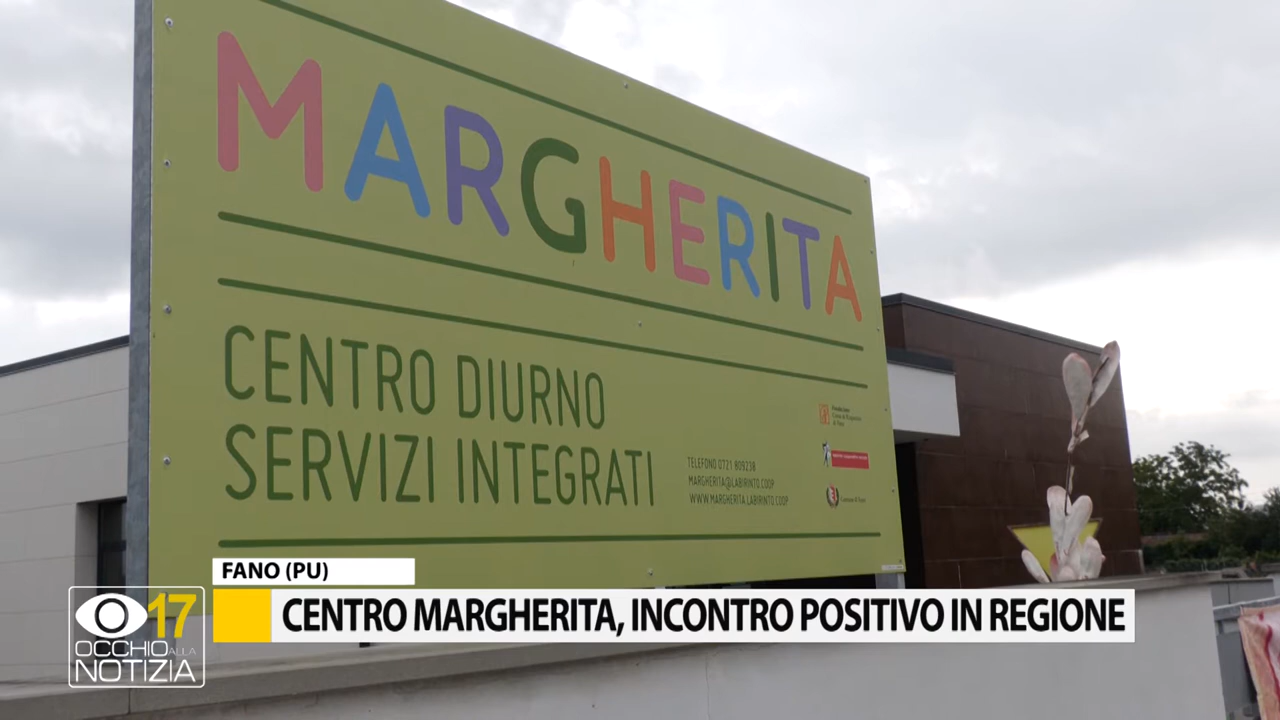 MARGHERITA
CENTRO DIURNO
SERVIZI INTEGRATI
TELEFONO 0721 809238
MARGHERITA@LABIRINTO.COOP
WWW.MARGHERITA.LABIRINTO.COOP
FANO (PU)
CENTRO MARGHERITA, INCONTRO POSITIVO IN REGIONE
17
OCCHIO ALLA
NOTIZIA